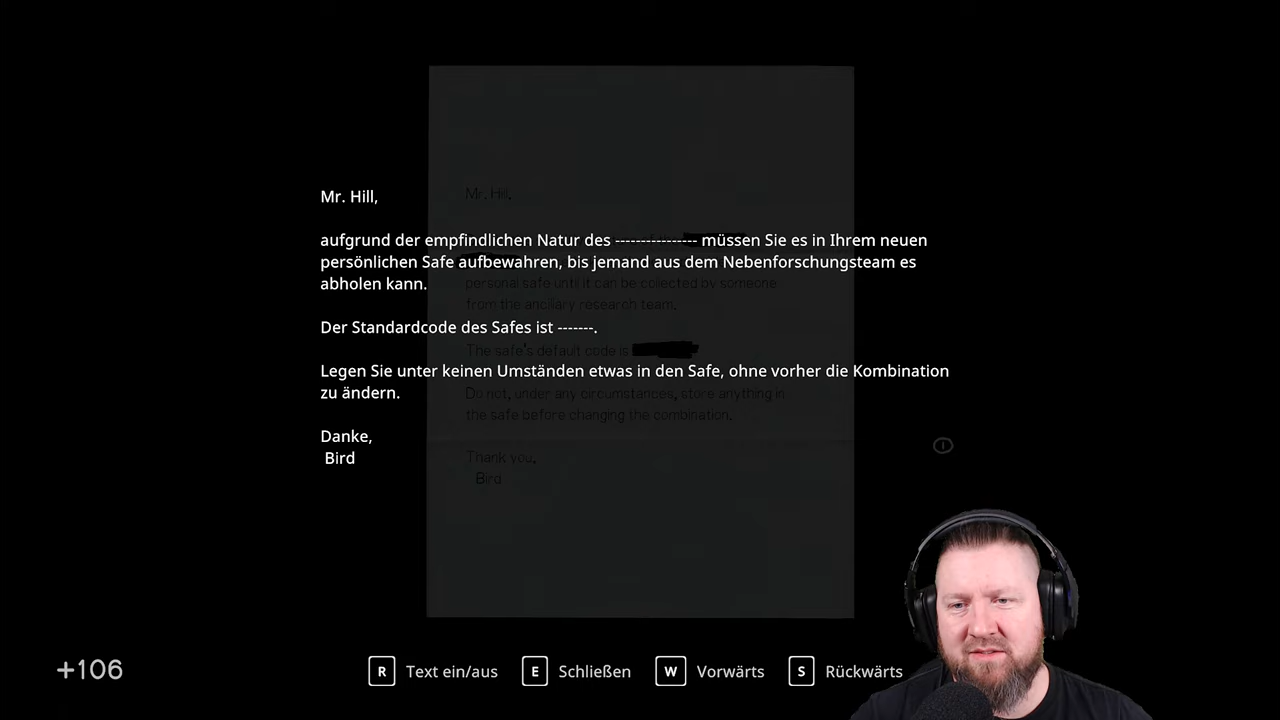 Mr. Hill,
Mr. Hill,
aufgrund der empfindlichen Natur des ---------------- müssen Sie es in Ihrem neuen
persönlichen Safe aufbewahren, bis jemand aus dem Nebenforschungsteam es
abholen kann.
personal safe until it can be collected by someone
from the ancillary research team.
Der Standardcode des Safes ist -------.
The safe's default code is
Legen Sie unter keinen Umständen etwas in den Safe, ohne vorher die Kombination
zu ändern.
Do not, under any circumstances, store anything in
the safe before changing the combination.
Danke,
Bird
Thank you,
Bird
+106
R Text ein/aus E Schließen W Vorwärts S Rückwärts